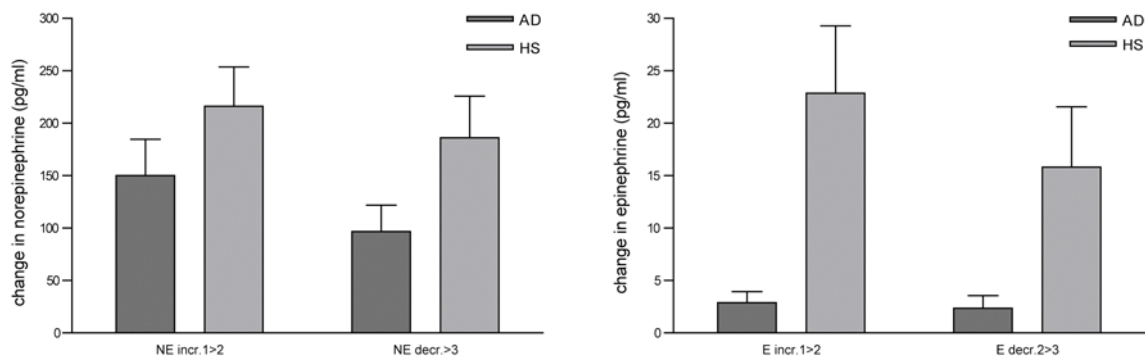 change in norepinephrine (pg/ml)
300
250
200
150
100
50
0
AD
HS
NE incr.1>2
NE decr.>3
change in epinephrine (pg/ml)
30
25
20
15
10
5
0
AD
HS
E incr.1>2
E decr.2>3